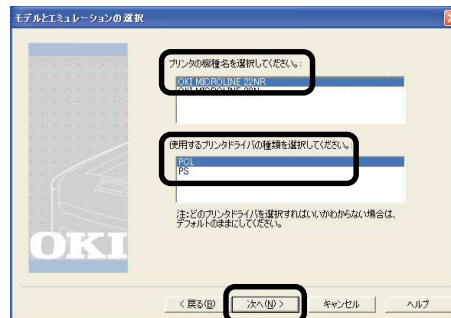 モデルとエミュレーションの選択
プリンタの機種名を選択してください。:
OKI MICROLINE 22NR
OKI MICROLINE 22N
使用するプリンタドライバの種類を選択してください。:
PCL
PS
注:どのプリンタドライバを選択すればいいかわからない場合は、
デフォルトのままにしてください。
OKI
< 戻る(B)
次へ(N) >
キャンセル
ヘルプ